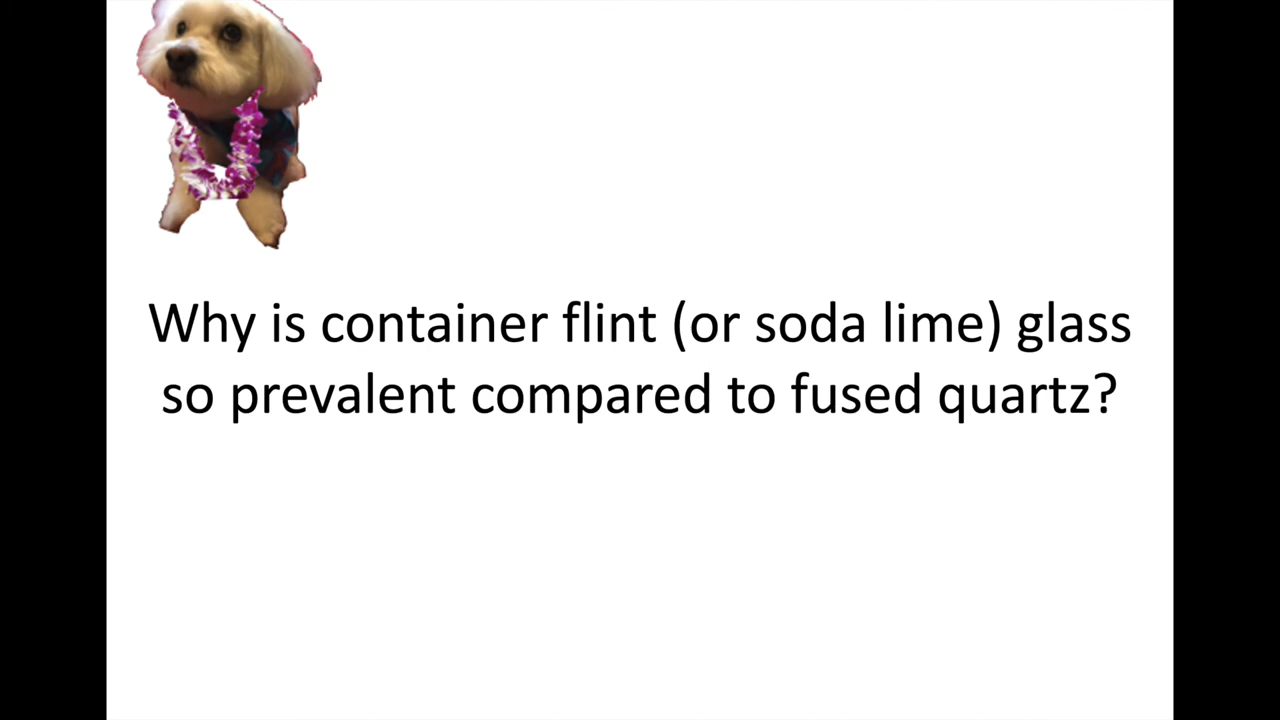 Why is container flint (or soda lime) glass
so prevalent compared to fused quartz?